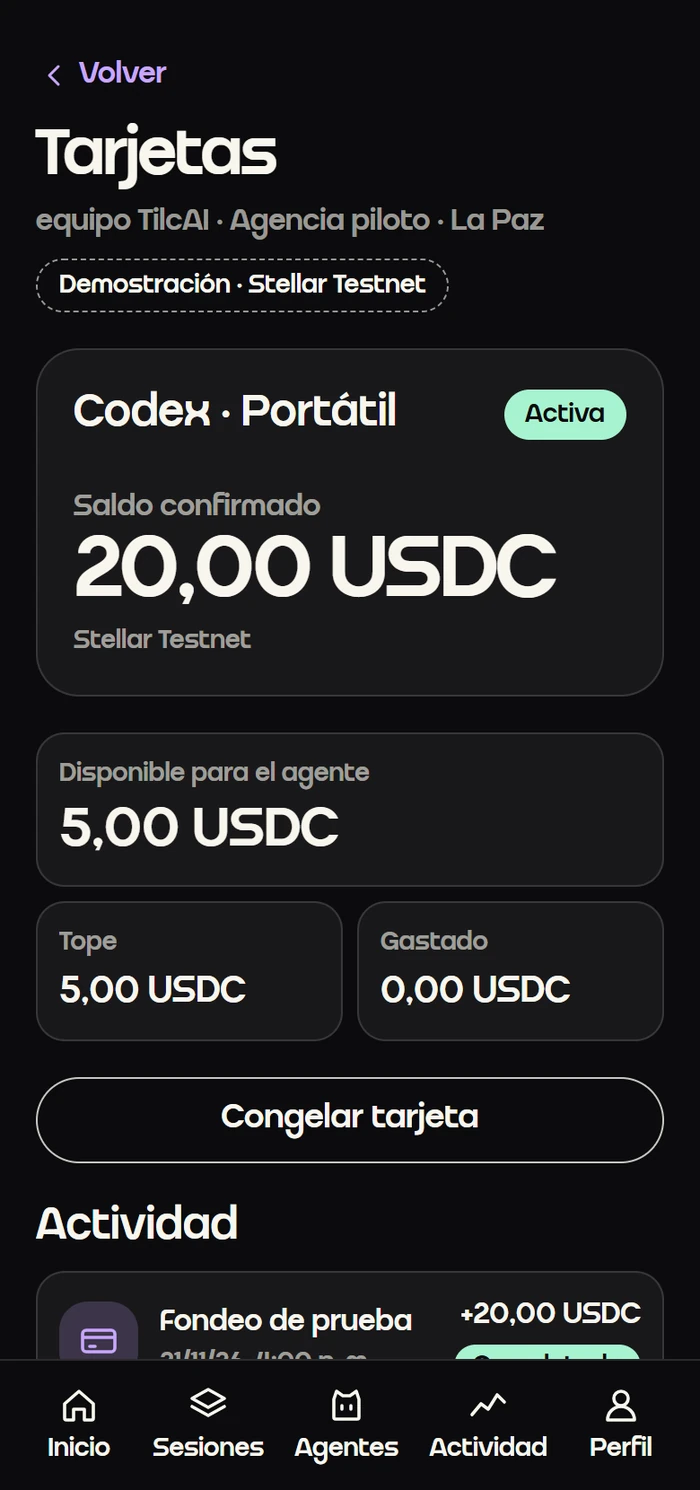 Volver
Tarjetas
equipo TilcAI · Agencia piloto · La Paz
Demostración · Stellar Testnet
Codex · Portátil
Activa
Saldo confirmado
20,00 USDC
Stellar Testnet
Disponible para el agente
5,00 USDC
Tope
5,00 USDC
Gastado
0,00 USDC
Congelar tarjeta
Actividad
Fondeo de prueba
+20,00 USDC
Inicio
Sesiones
Agentes
Actividad
Perfil